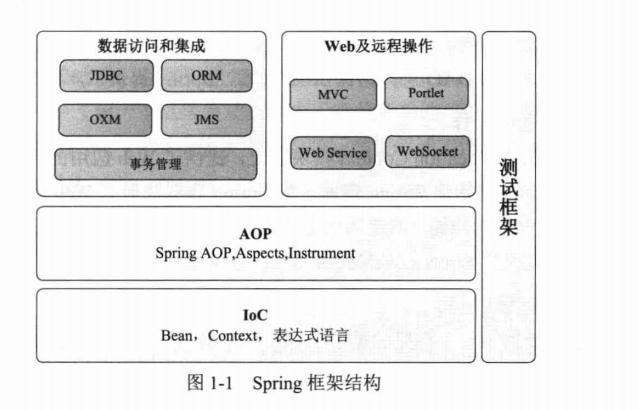 数据访问和集成
JDBC
ORM
OXM
JMS
事务管理
Web及远程操作
MVC
Portlet
Web Service
WebSocket
测试框架
AOP
Spring AOP,Aspects,Instrument
IoC
Bean，Context，表达式语言
图 1-1 Spring 框架结构